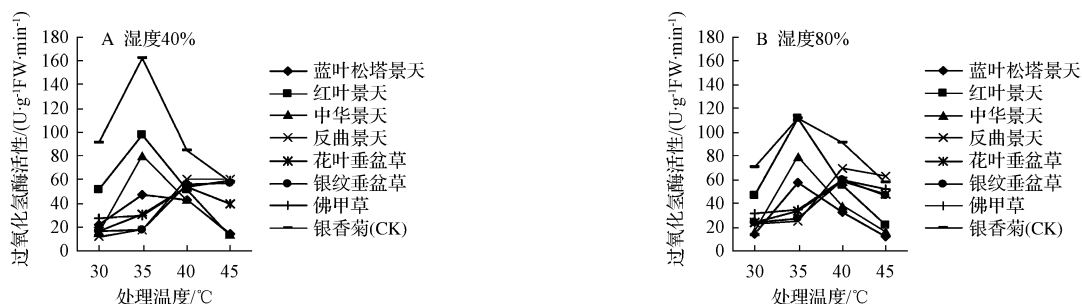 A 湿度40%
过氧化氢酶活性/(U·g⁻¹FW·min⁻¹)
180
160
140
120
100
80
60
40
20
0
30 35 40 45
处理温度/℃
蓝叶松塔景天
红叶景天
中华景天
反曲景天
花叶垂盆草
银纹垂盆草
佛甲草
银香菊(CK)
B 湿度80%
过氧化氢酶活性/(U·g⁻¹FW·min⁻¹)
180
160
140
120
100
80
60
40
20
0
30 35 40 45
处理温度/℃
蓝叶松塔景天
红叶景天
中华景天
反曲景天
花叶垂盆草
银纹垂盆草
佛甲草
银香菊(CK)